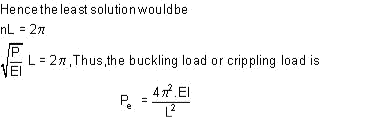 Hence the least solution would be
nL = 2π
√(P/EI) L = 2π ,Thus,the buckling load or crippling load is
Pe = 4π².EI / L²